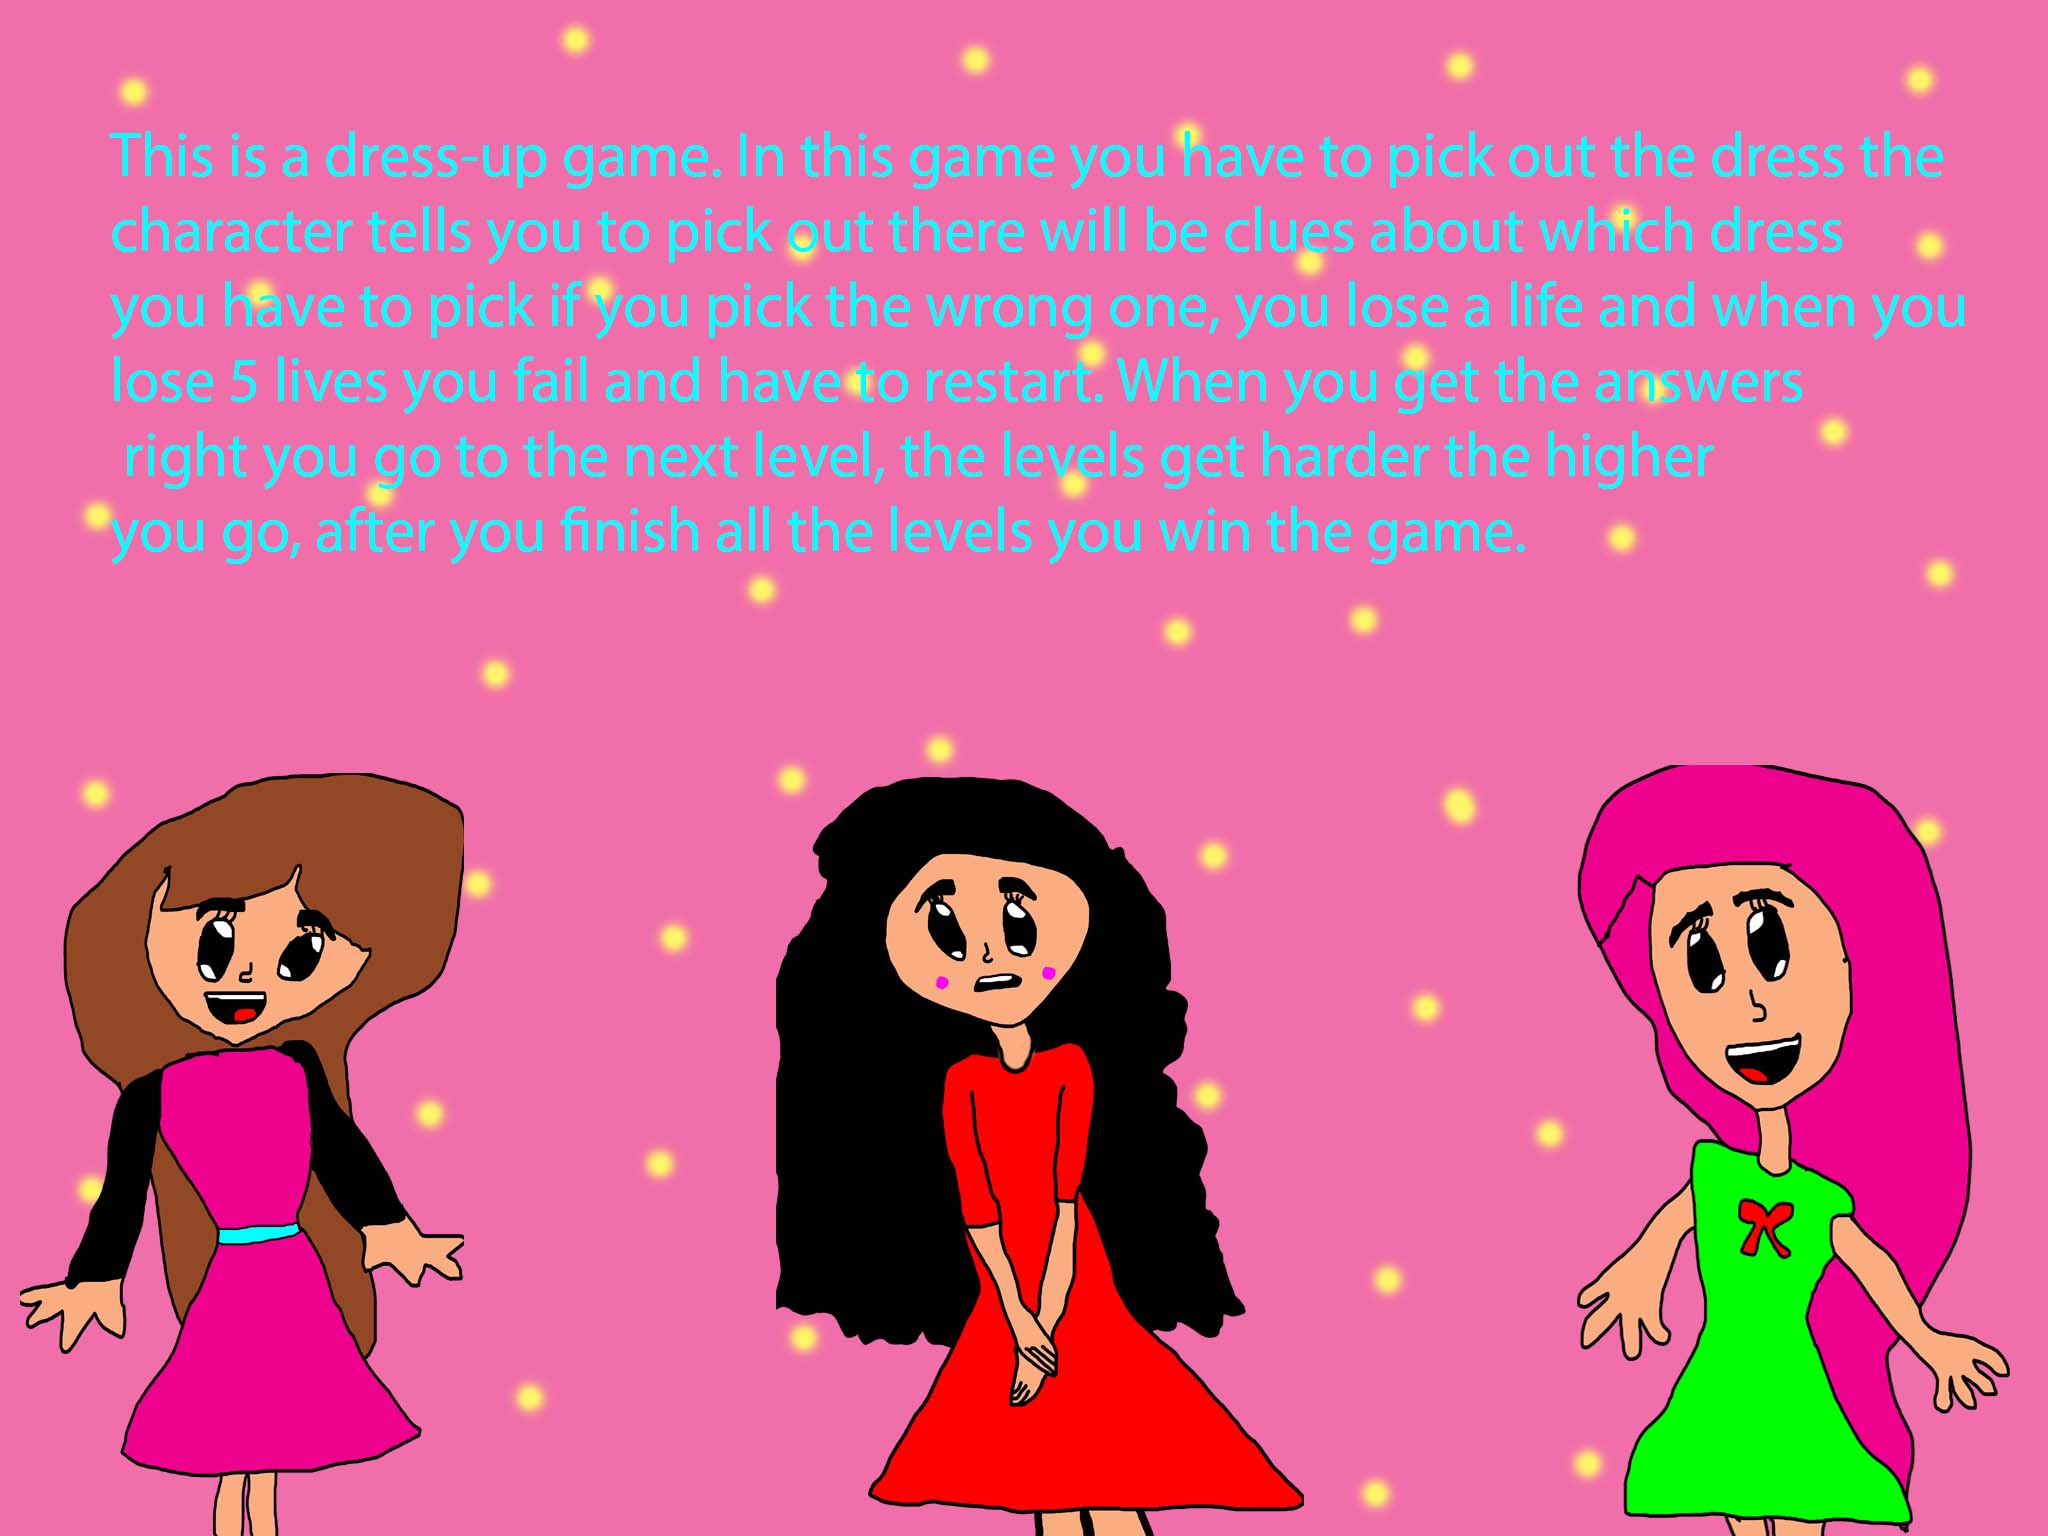 This is a dress-up game. In this game you have to pick out the dress the
character tells you to pick out there will be clues about which dress
you have to pick if you pick the wrong one, you lose a life and when you
lose 5 lives you fail and have to restart. When you get the answers
right you go to the next level, the levels get harder the higher
you go, after you finish all the levels you win the game.